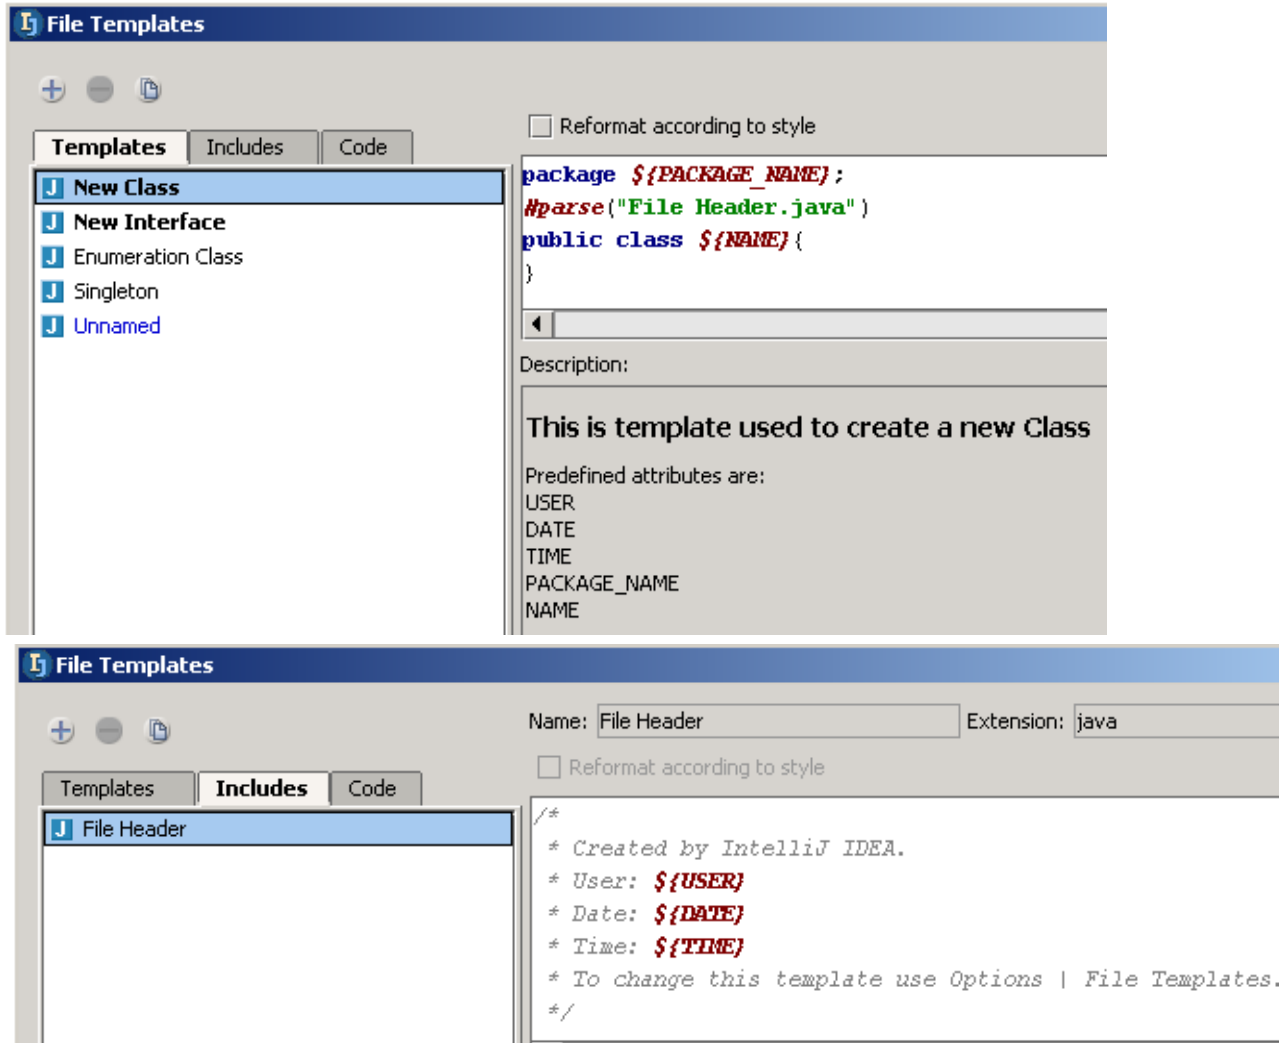 File Templates
Reformat according to style
Templates Includes Code
New Class
New Interface
Enumeration Class
Singleton
Unnamed
package ${PACKAGE_NAME};
#parse("File Header.java")
public class ${NAME}{
}
Description:
This is template used to create a new Class
Predefined attributes are:
USER
DATE
TIME
PACKAGE_NAME
NAME
File Templates
Name: File Header Extension: java
Reformat according to style
Templates Includes Code
File Header
/*
* Created by IntelliJ IDEA.
* User: ${USER}
* Date: ${DATE}
* Time: ${TIME}
* To change this template use Options | File Templates.
*/